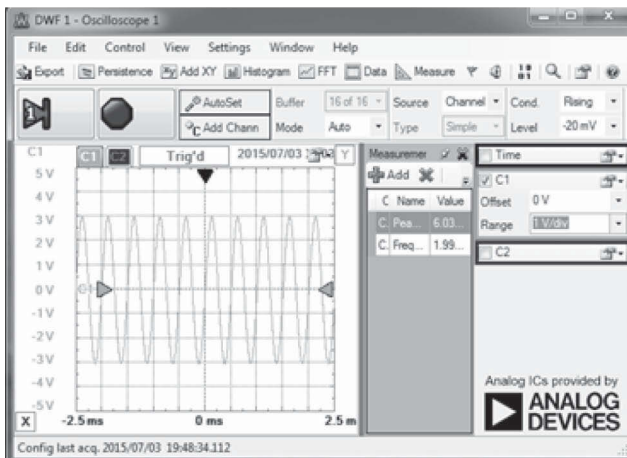 DWF 1 - Oscilloscope 1
File Edit Control View Settings Window Help
Export Persistence Add XY Histogram FFT Data Measure
1 AutoSet Buffer 16 of 16 Source Channel Cond. Rising
Add Chann Mode Auto Type Simple Level -20 mV
C1 C1 C2 Trig'd 2015/07/03 Y
Measuremer
Add
C Name Value
C. Pea... 6.03...
C. Freq... 1.99...
Time
C1
Offset 0 V
Range 1 V/div
C2
5 V
4 V
3 V
2 V
1 V
0 V
C1
-1 V
-2 V
-3 V
-4 V
-5 V
X -2.5 ms 0 ms 2.5 m
Analog ICs provided by
ANALOG
DEVICES
Config last acq. 2015/07/03 19:48:34.112